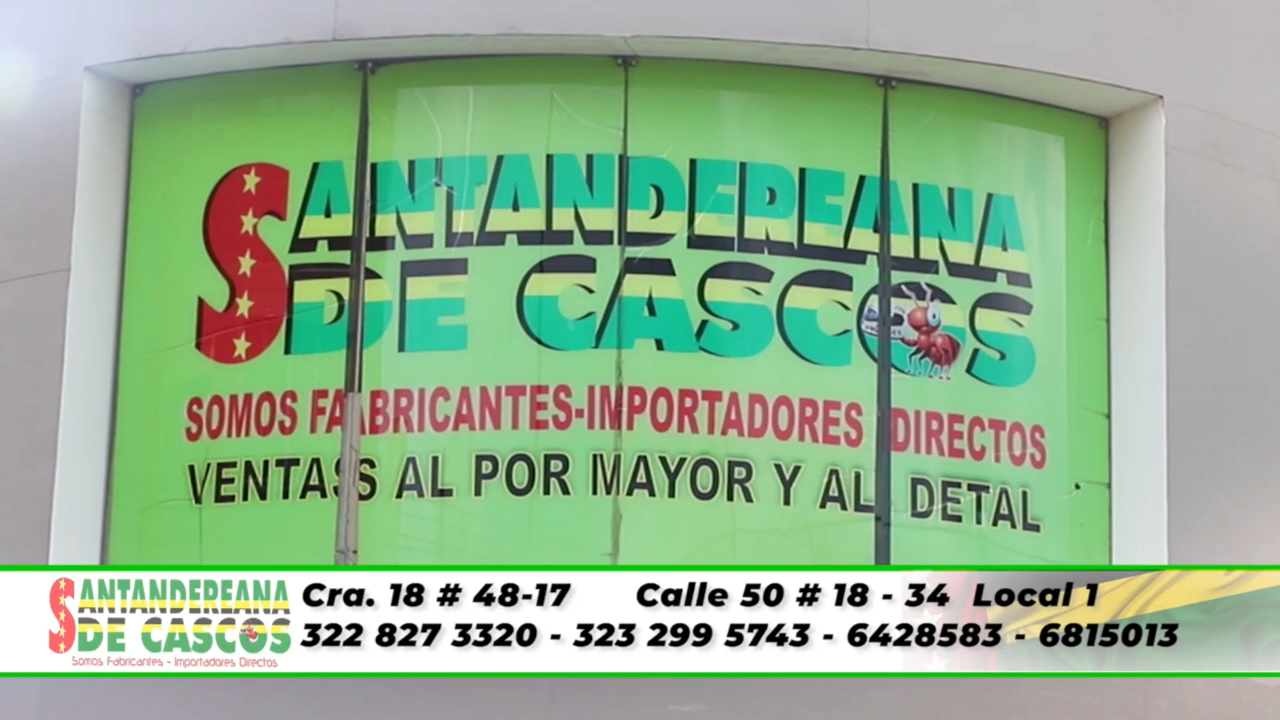 SANTANDEREANA
DE CASCOS
SOMOS FABRICANTES-IMPORTADORES DIRECTOS
VENTAS AL POR MAYOR Y AL DETAL
SANTANDEREANA
DE CASCOS
Somos Fabricantes - Importadores Directos
Cra. 18 # 48-17 Calle 50 # 18 - 34 Local 1
322 827 3320 - 323 299 5743 - 6428583 - 6815013